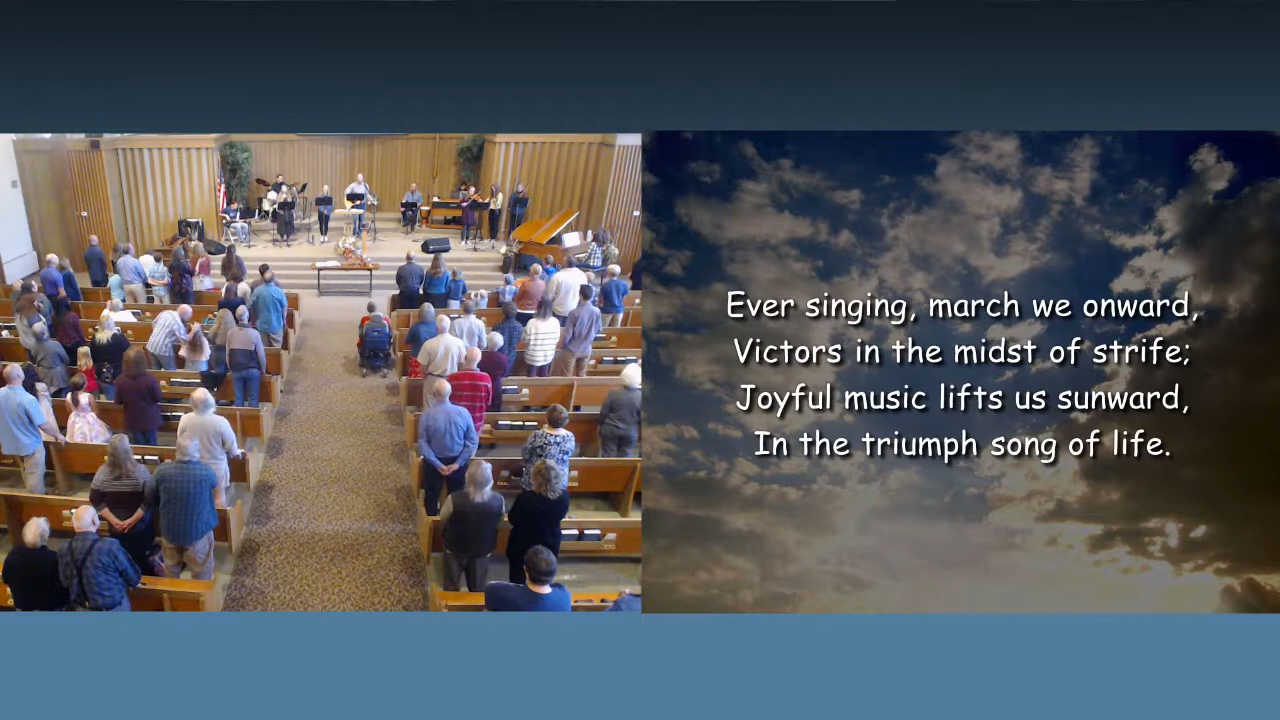 Ever singing, march we onward,
Victors in the midst of strife;
Joyful music lifts us sunward,
In the triumph song of life.